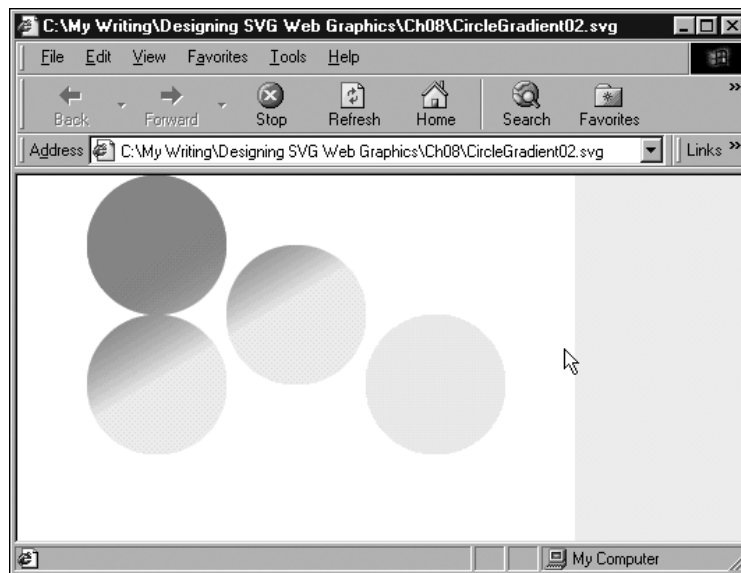 C:\My Writing\Designing SVG Web Graphics\Ch08\CircleGradient02.svg
File Edit View Favorites Tools Help
Back Forward Stop Refresh Home Search Favorites »
Address C:\My Writing\Designing SVG Web Graphics\Ch08\CircleGradient02.svg Links »
My Computer